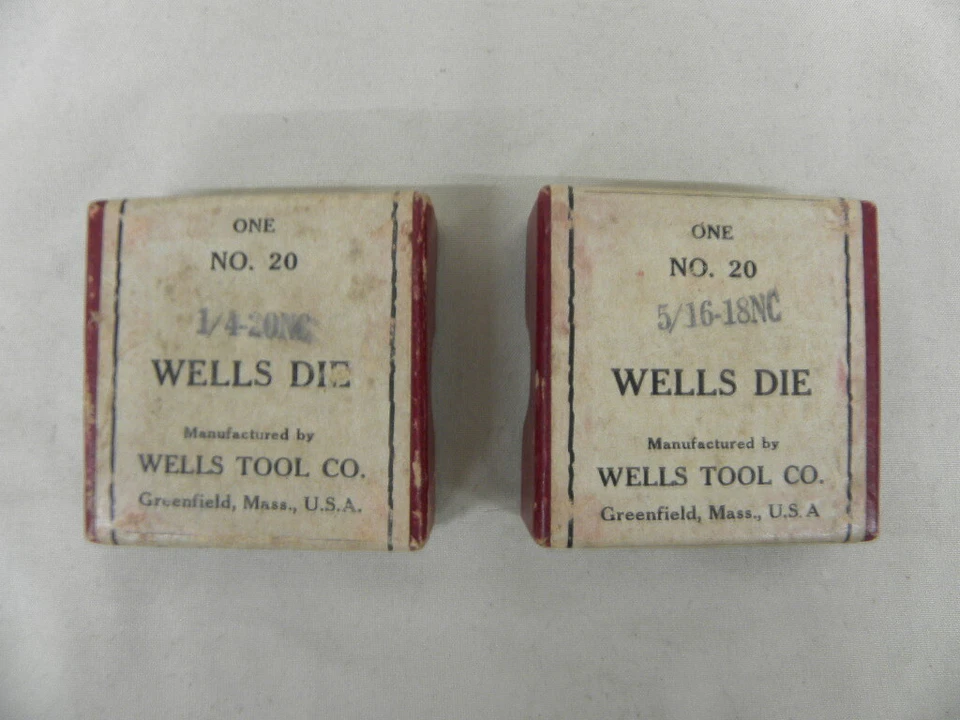 ONE
NO. 20
1/4-20NC
WELLS DIE
Manufactured by
WELLS TOOL CO.
Greenfield, Mass., U.S.A.
ONE
NO. 20
5/16-18NC
WELLS DIE
Manufactured by
WELLS TOOL CO.
Greenfield, Mass., U.S.A